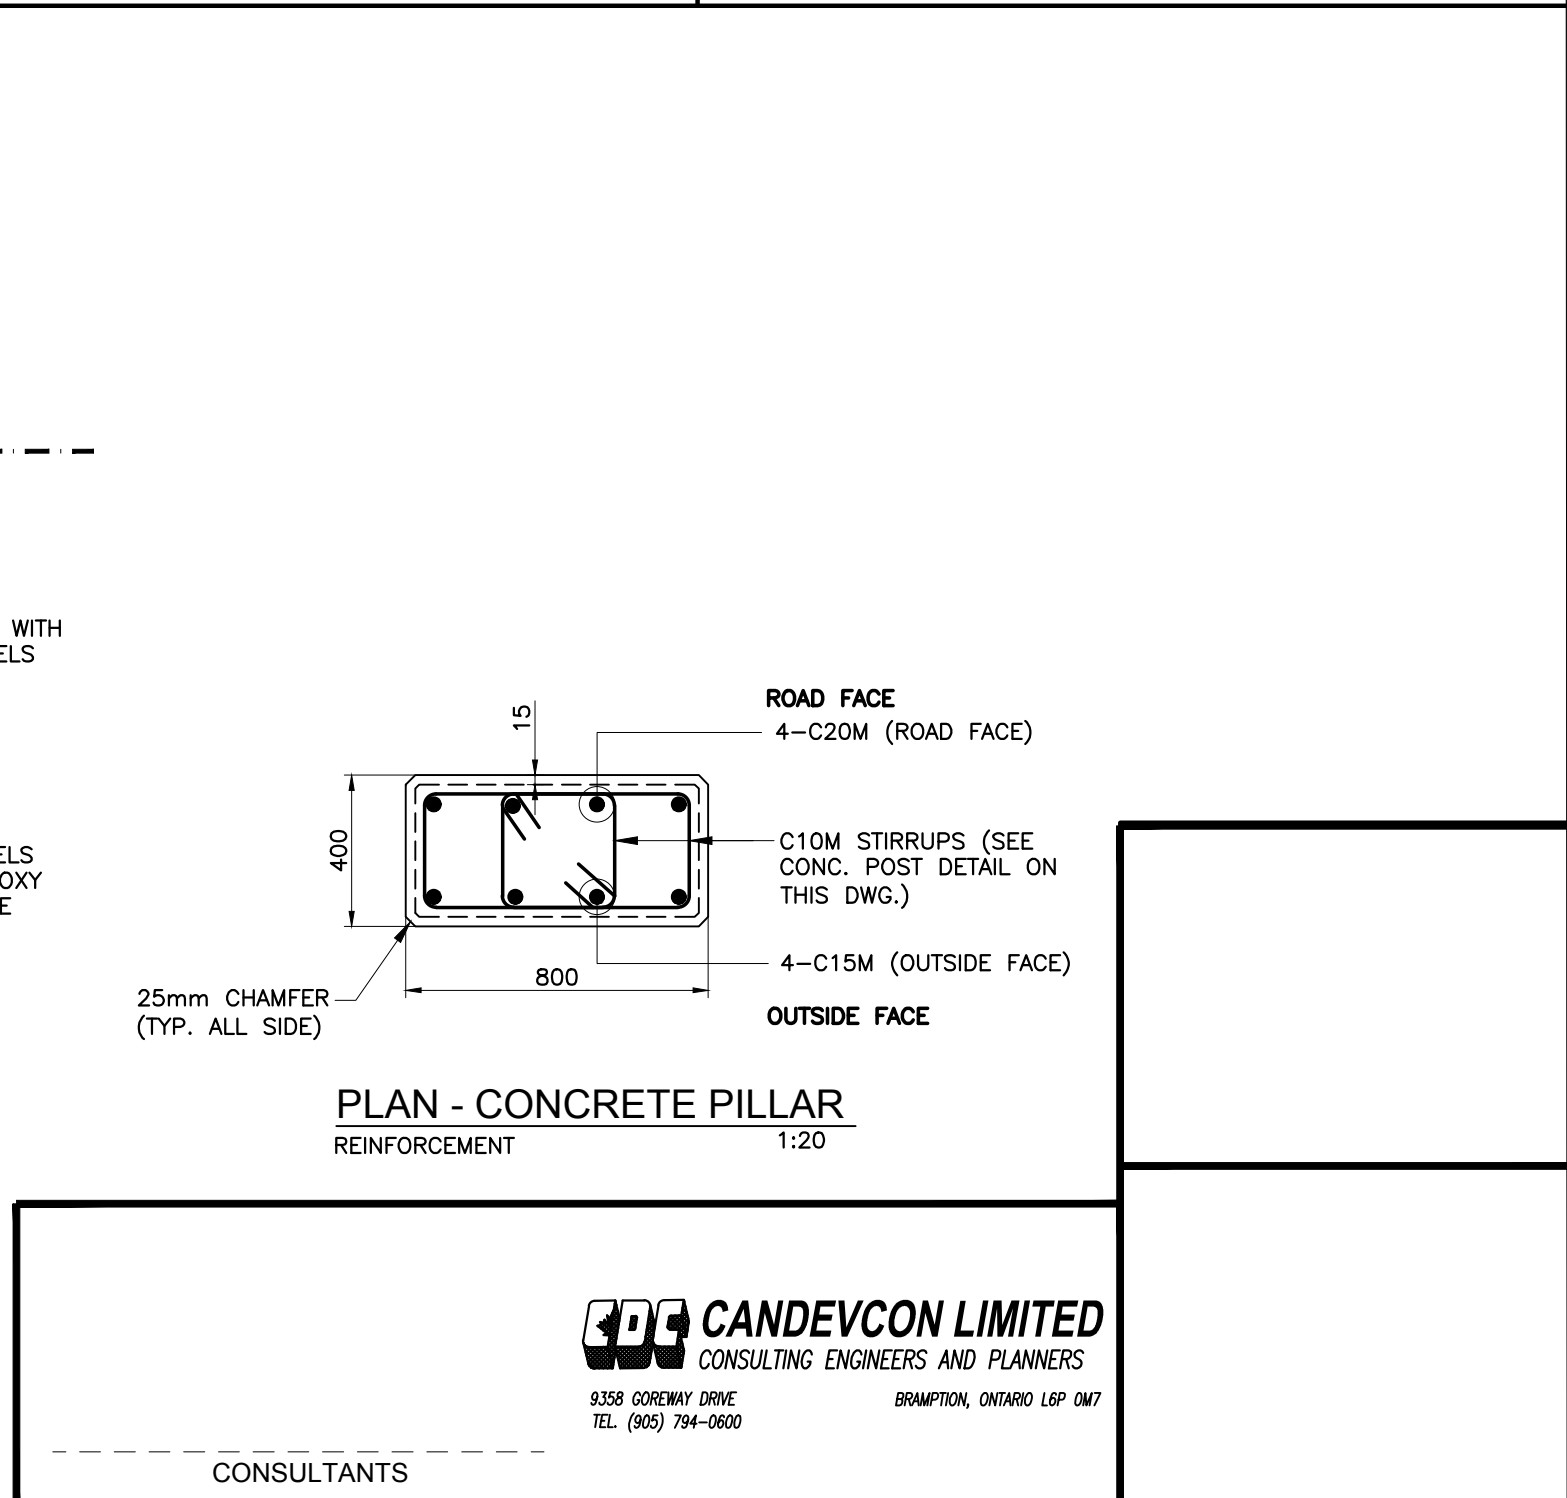 WITH
ELS
ELS
OXY
E
ROAD FACE
4-C20M (ROAD FACE)
15
400
C10M STIRRUPS (SEE
CONC. POST DETAIL ON
THIS DWG.)
4-C15M (OUTSIDE FACE)
800
25mm CHAMFER
(TYP. ALL SIDE)
OUTSIDE FACE
PLAN - CONCRETE PILLAR
REINFORCEMENT 1:20
CDC CANDEVCON LIMITED
CONSULTING ENGINEERS AND PLANNERS
9358 GOREWAY DRIVE BRAMPTION, ONTARIO L6P 0M7
TEL. (905) 794-0600
CONSULTANTS